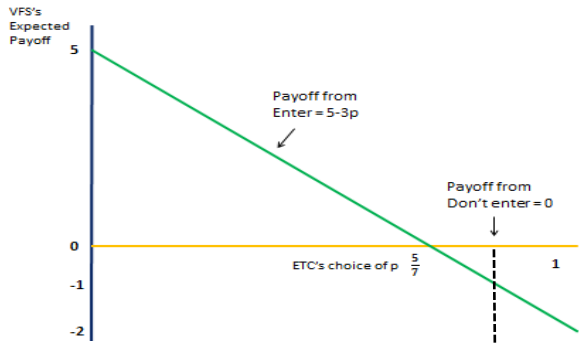 VFS's
Expected
Payoff
5
Payoff from
Enter = 5-3p
Payoff from
Don't enter = 0
0
ETC's choice of p 5/7
1
-1
-2